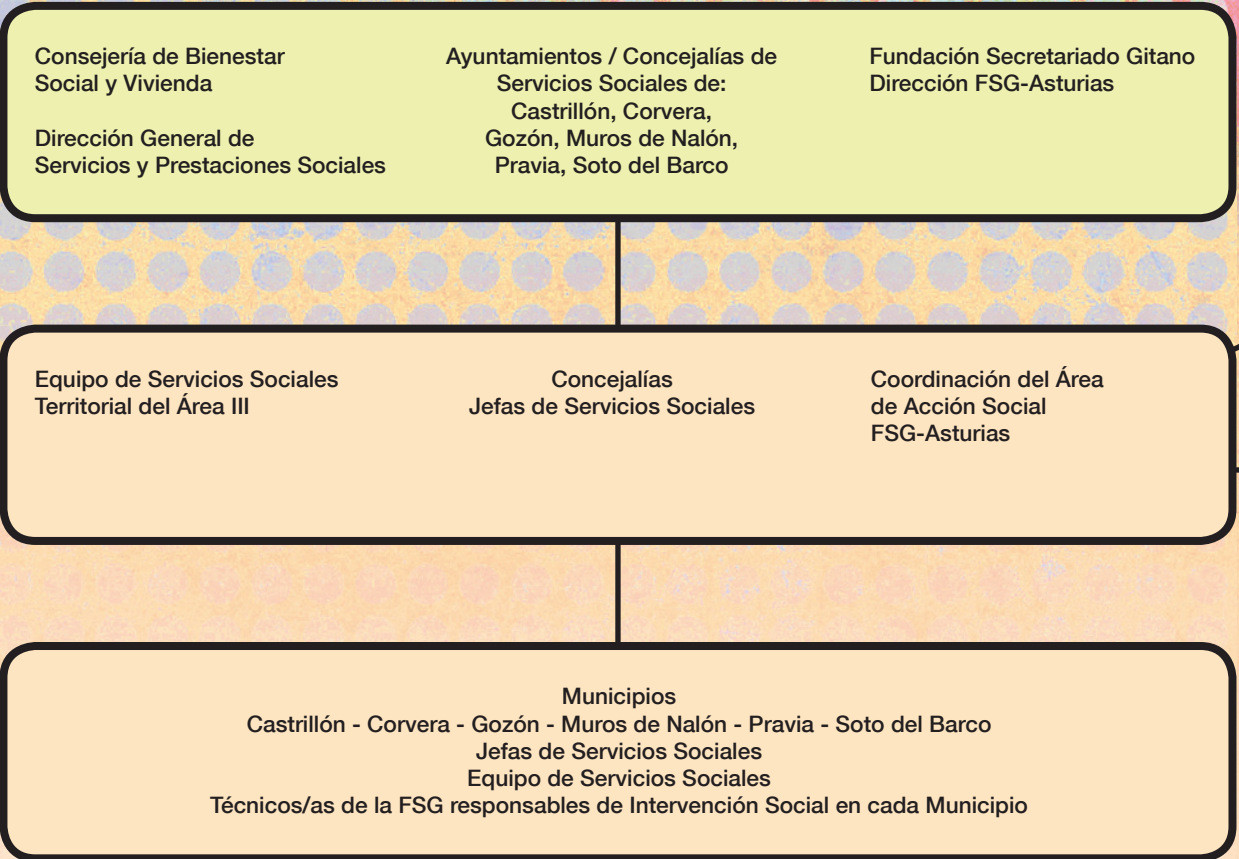 Consejería de Bienestar
Social y Vivienda
Dirección General de
Servicios y Prestaciones Sociales
Ayuntamientos / Concejalías de
Servicios Sociales de:
Castrillón, Corvera,
Gozón, Muros de Nalón,
Pravia, Soto del Barco
Fundación Secretariado Gitano
Dirección FSG-Asturias
Equipo de Servicios Sociales
Territorial del Área III
Concejalías
Jefas de Servicios Sociales
Coordinación del Área
de Acción Social
FSG-Asturias
Municipios
Castrillón - Corvera - Gozón - Muros de Nalón - Pravia - Soto del Barco
Jefas de Servicios Sociales
Equipo de Servicios Sociales
Técnicos/as de la FSG responsables de Intervención Social en cada Municipio